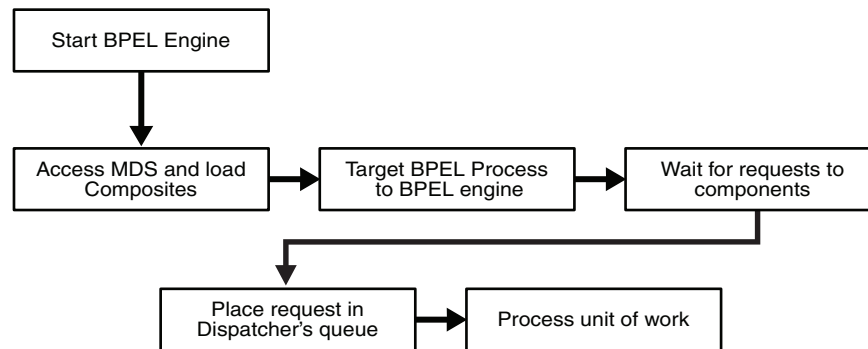 Start BPEL Engine
Access MDS and load
Composites
Target BPEL Process
to BPEL engine
Wait for requests to
components
Place request in
Dispatcher’s queue
Process unit of work